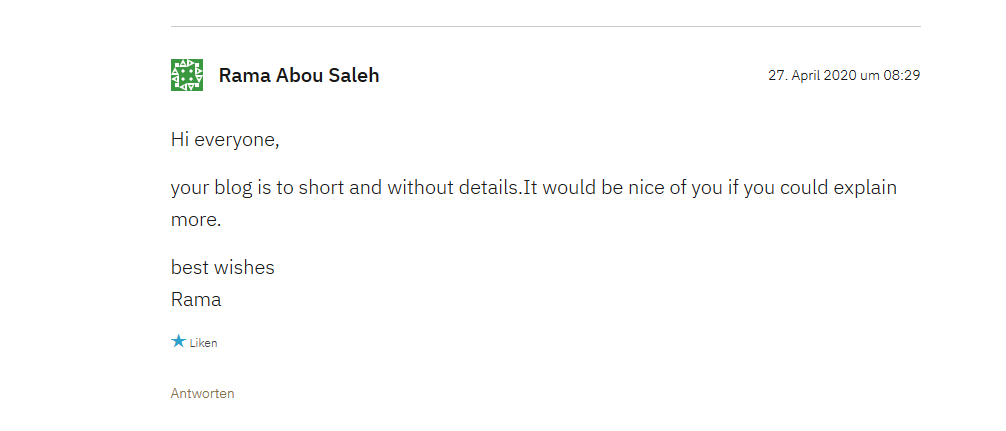 Rama Abou Saleh
27. April 2020 um 08:29
Hi everyone,
your blog is to short and without details.It would be nice of you if you could explain
more.
best wishes
Rama
Liken
Antworten